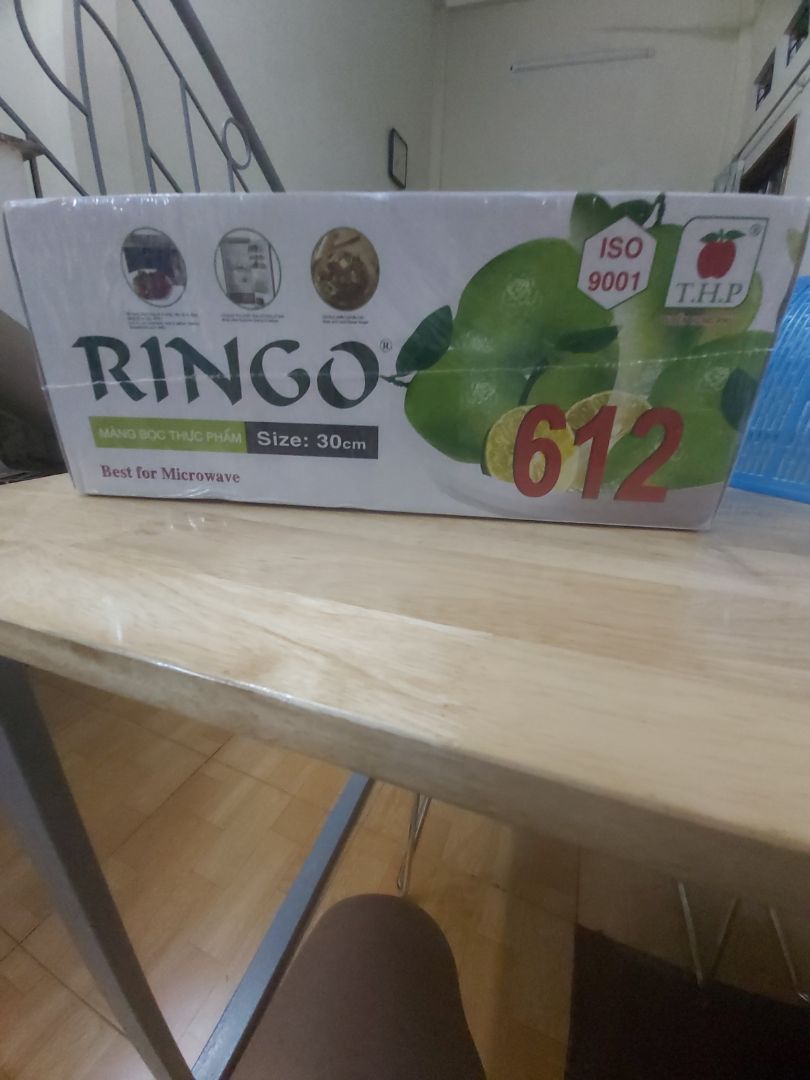 ISO
9001
®
T.H.P
RINGO®
MÀNG BỌC THỰC PHẨM
Size: 30cm
Best for Microwave
612